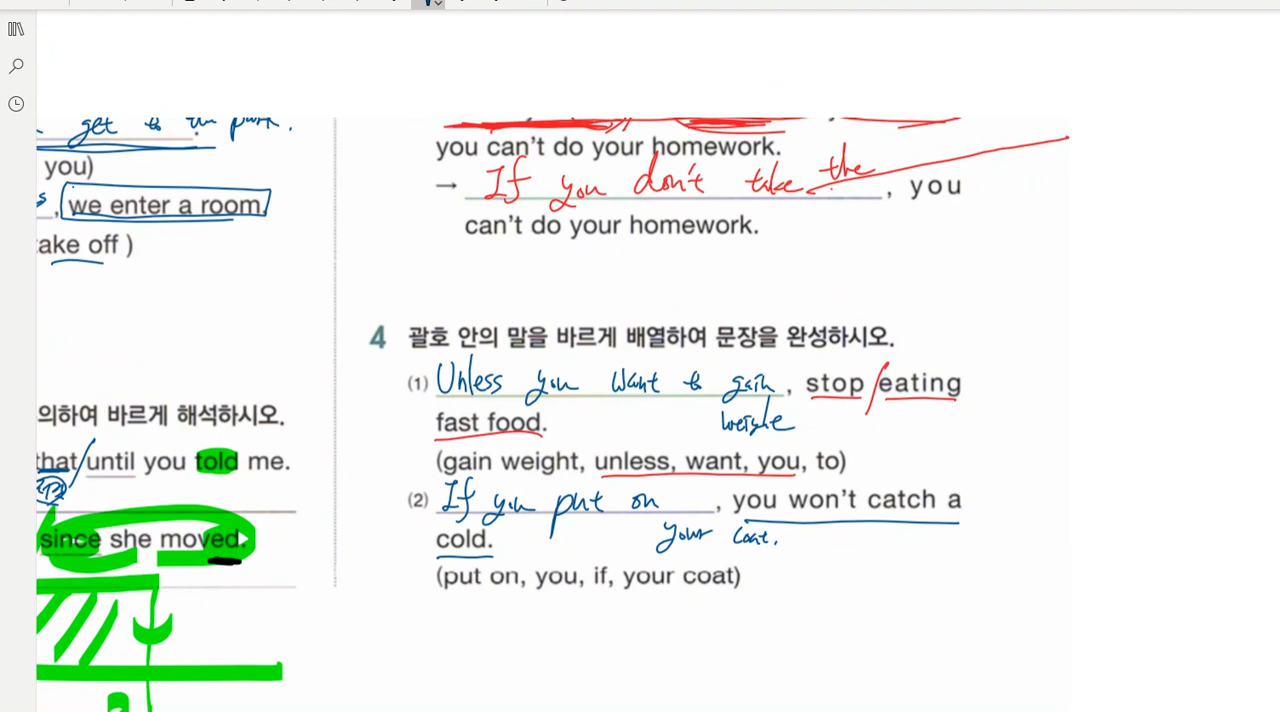 get to the park.
you)
, we enter a room.
ake off )
의하여 바르게 해석하시오.
that / until you told me.
since she moved.
you can't do your homework.
→ If you don't take the , you
can't do your homework.
4 괄호 안의 말을 바르게 배열하여 문장을 완성하시오.
(1) Unless you want to gain , stop / eating
weight
fast food.
(gain weight, unless, want, you, to)
(2) If you put on , you won't catch a
your coat.
cold.
(put on, you, if, your coat)